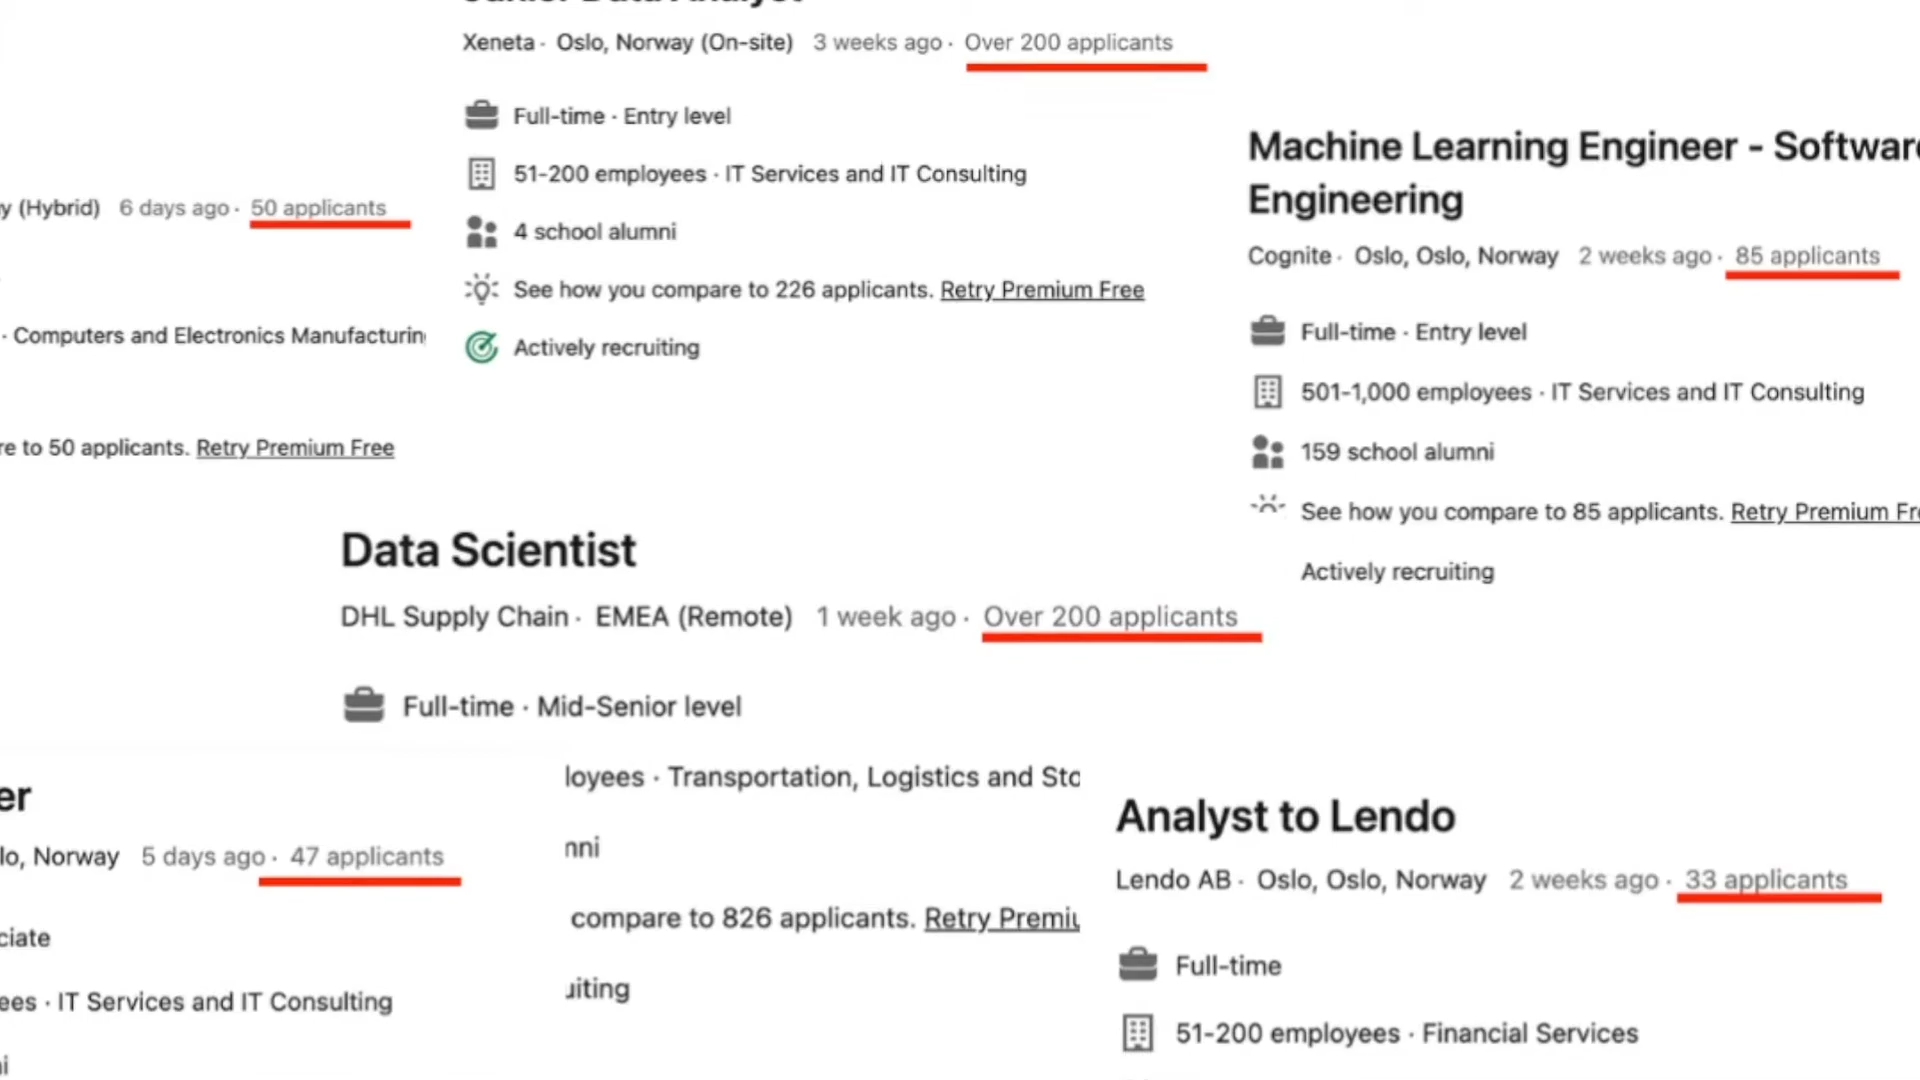 Xeneta · Oslo, Norway (On-site) 3 weeks ago · Over 200 applicants
Full-time · Entry level
51-200 employees · IT Services and IT Consulting
4 school alumni
See how you compare to 226 applicants. Retry Premium Free
Actively recruiting
y (Hybrid) 6 days ago · 50 applicants
· Computers and Electronics Manufacturin
re to 50 applicants. Retry Premium Free
Machine Learning Engineer - Software
Engineering
Cognite · Oslo, Oslo, Norway 2 weeks ago · 85 applicants
Full-time · Entry level
501-1,000 employees · IT Services and IT Consulting
159 school alumni
See how you compare to 85 applicants. Retry Premium Fre
Actively recruiting
Data Scientist
DHL Supply Chain · EMEA (Remote) 1 week ago · Over 200 applicants
Full-time · Mid-Senior level
loyees · Transportation, Logistics and Sto
nni
compare to 826 applicants. Retry Premiu
uiting
er
lo, Norway 5 days ago · 47 applicants
ciate
ees · IT Services and IT Consulting
ni
Analyst to Lendo
Lendo AB · Oslo, Oslo, Norway 2 weeks ago · 33 applicants
Full-time
51-200 employees · Financial Services